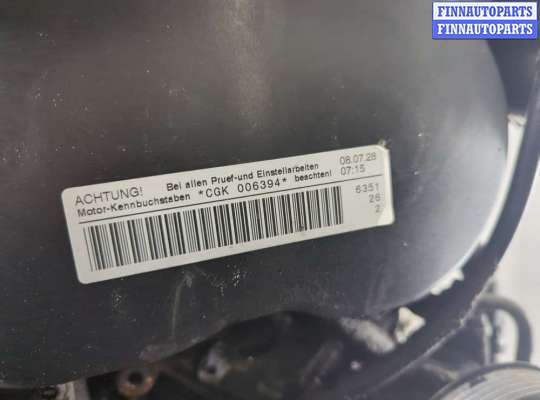 FINNAUTOPARTS
FINNAUTOPARTS
ACHTUNG! Bei allen Pruef-und Einstellarbeiten 08.07.28
Motor-Kennbuchstaben *CGK 006394* beachten! 07:15
6351
26
2